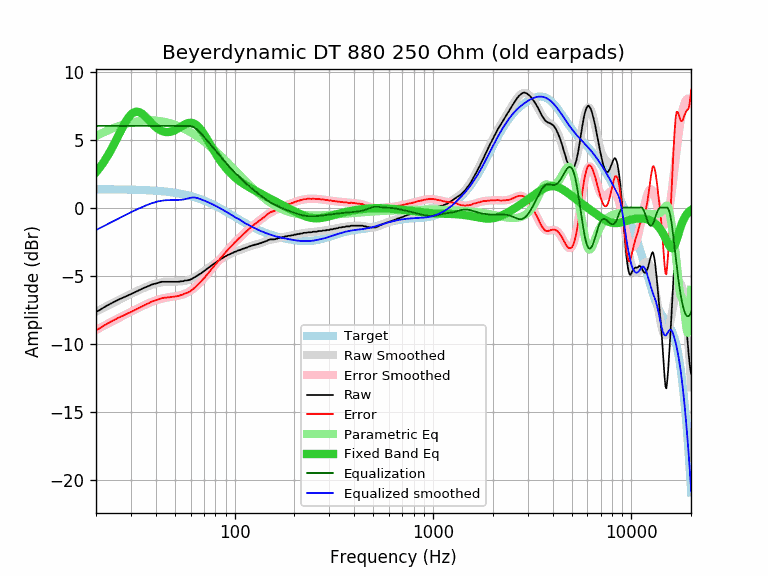 Beyerdynamic DT 880 250 Ohm (old earpads)
10
5
0
−5
−10
−15
−20
Amplitude (dBr)
Target
Raw Smoothed
Error Smoothed
Raw
Error
Parametric Eq
Fixed Band Eq
Equalization
Equalized smoothed
100
1000
10000
Frequency (Hz)